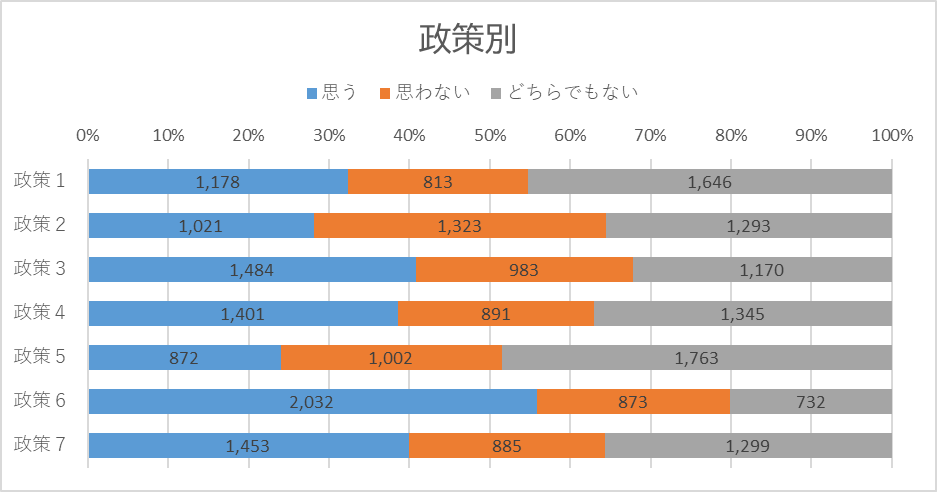 政策別
思う 思わない どちらでもない
0% 10% 20% 30% 40% 50% 60% 70% 80% 90% 100%
政策1 1,178 813 1,646
政策2 1,021 1,323 1,293
政策3 1,484 983 1,170
政策4 1,401 891 1,345
政策5 872 1,002 1,763
政策6 2,032 873 732
政策7 1,453 885 1,299